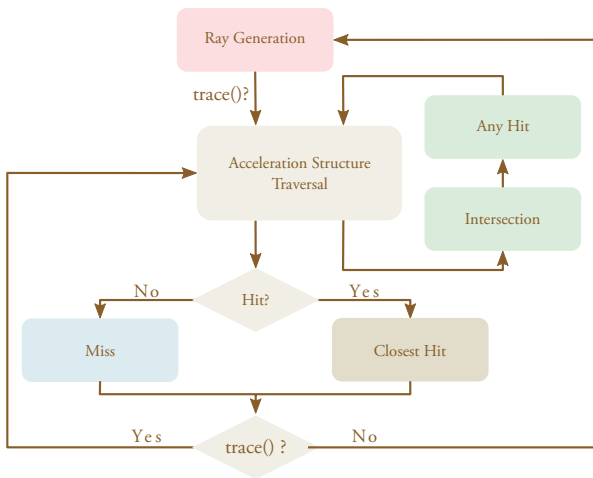 Ray Generation
trace()?
Any Hit
Acceleration Structure
Traversal
Intersection
No
Hit?
Yes
Miss
Closest Hit
Yes
trace() ?
No